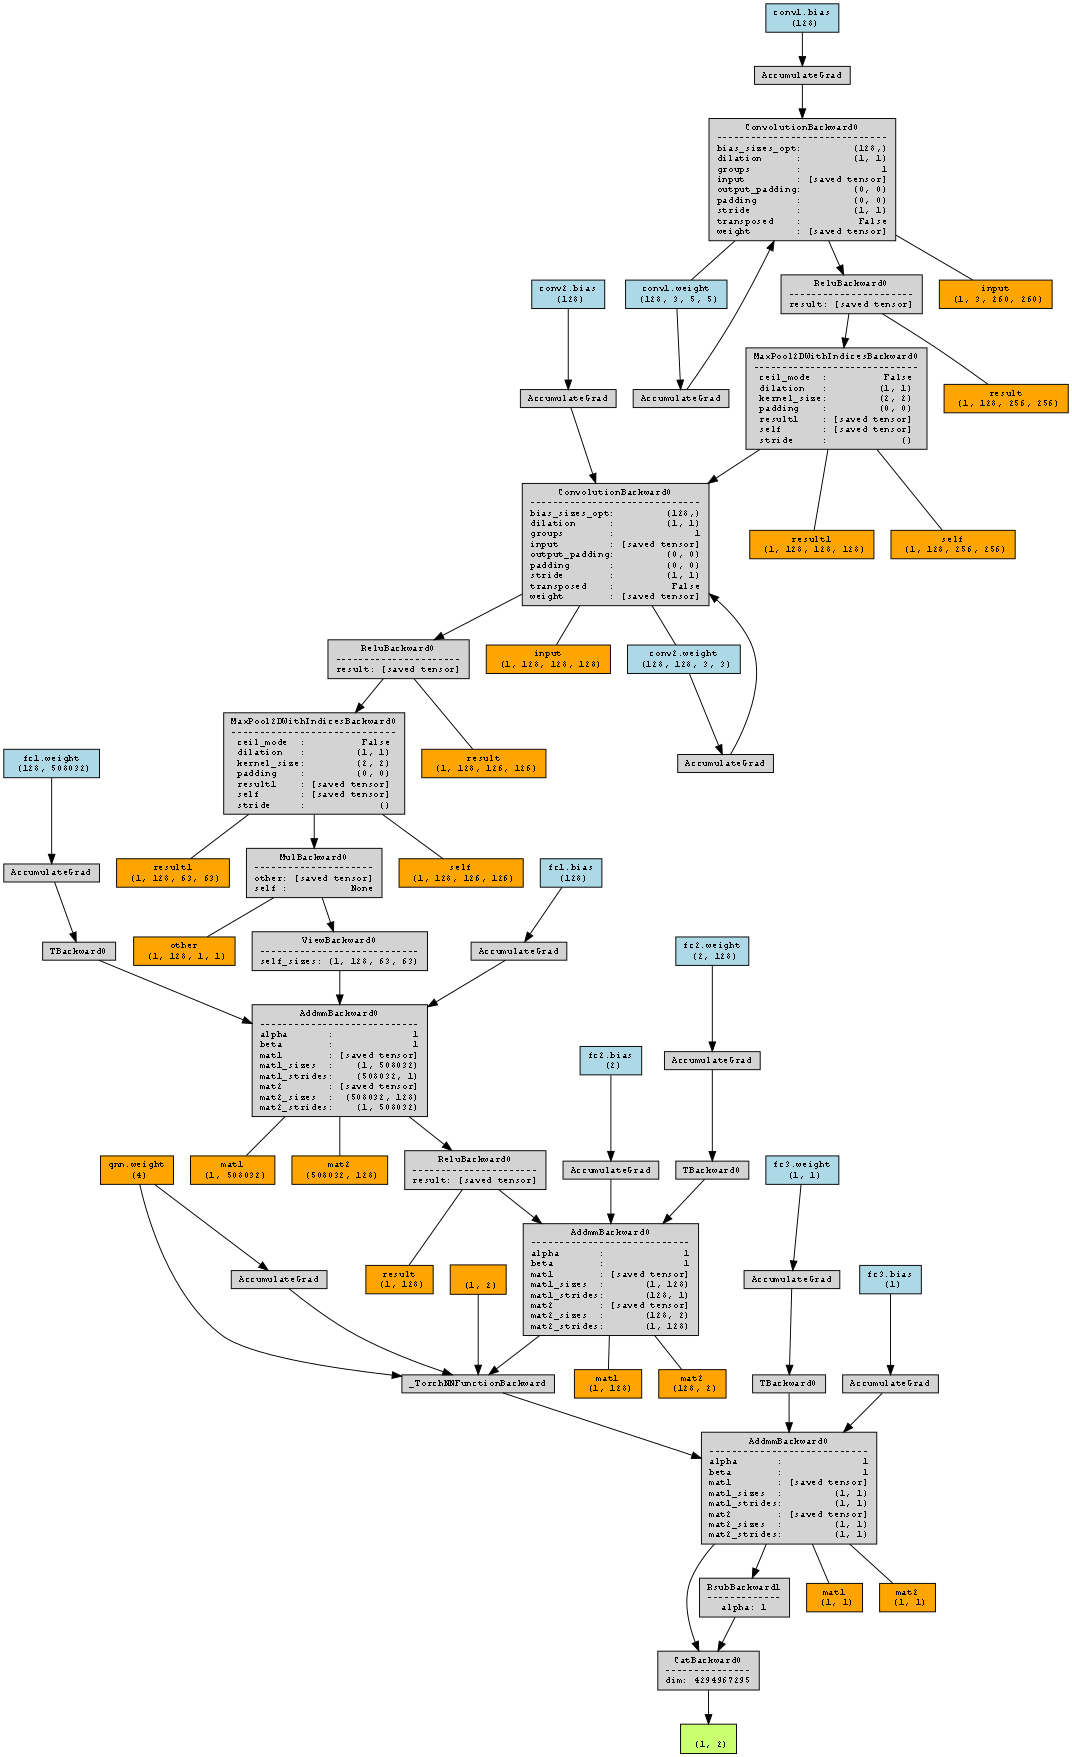 conv1.bias
(128)
AccumulateGrad
ConvolutionBackward0
--------------------------------
bias_sizes_opt: (128,)
dilation : (1, 1)
groups : 1
input : [saved tensor]
output_padding: (0, 0)
padding : (0, 0)
stride : (1, 1)
transposed : False
weight : [saved tensor]
conv2.bias
(128)
conv1.weight
(128, 3, 5, 5)
ReluBackward0
----------------------
result: [saved tensor]
input
(1, 3, 260, 260)
MaxPool2DWithIndicesBackward0
-----------------------------
ceil_mode : False
dilation : (1, 1)
kernel_size: (2, 2)
padding : (0, 0)
result1 : [saved tensor]
self : [saved tensor]
stride : ()
AccumulateGrad
AccumulateGrad
result
(1, 128, 256, 256)
ConvolutionBackward0
--------------------------------
bias_sizes_opt: (128,)
dilation : (1, 1)
groups : 1
input : [saved tensor]
output_padding: (0, 0)
padding : (0, 0)
stride : (1, 1)
transposed : False
weight : [saved tensor]
result1
(1, 128, 128, 128)
self
(1, 128, 256, 256)
ReluBackward0
----------------------
result: [saved tensor]
input
(1, 128, 128, 128)
conv2.weight
(128, 128, 3, 3)
MaxPool2DWithIndicesBackward0
-----------------------------
ceil_mode : False
dilation : (1, 1)
kernel_size: (2, 2)
padding : (0, 0)
result1 : [saved tensor]
self : [saved tensor]
stride : ()
fc1.weight
(128, 508032)
result
(1, 128, 126, 126)
AccumulateGrad
AccumulateGrad
result1
(1, 128, 63, 63)
MulBackward0
---------------------
other: [saved tensor]
self : None
self
(1, 128, 126, 126)
fc1.bias
(128)
TBackward0
other
(1, 128, 1, 1)
ViewBackward0
----------------------------
self_sizes: (1, 128, 63, 63)
AccumulateGrad
fc2.weight
(2, 128)
AddmmBackward0
----------------------------
alpha : 1
beta : 1
mat1 : [saved tensor]
mat1_sizes : (1, 508032)
mat1_strides: (508032, 1)
mat2 : [saved tensor]
mat2_sizes : (508032, 128)
mat2_strides: (1, 508032)
fc2.bias
(2)
AccumulateGrad
gnn.weight
(4)
mat1
(1, 508032)
mat2
(508032, 128)
ReluBackward0
----------------------
result: [saved tensor]
AccumulateGrad
TBackward0
fc3.weight
(1, 1)
AddmmBackward0
----------------------------
alpha : 1
beta : 1
mat1 : [saved tensor]
mat1_sizes : (1, 128)
mat1_strides: (128, 1)
mat2 : [saved tensor]
mat2_sizes : (128, 2)
mat2_strides: (1, 128)
AccumulateGrad
result
(1, 128)
(1, 2)
AccumulateGrad
fc3.bias
(1)
_TorchNNFunctionBackward
mat1
(1, 128)
mat2
(128, 2)
TBackward0
AccumulateGrad
AddmmBackward0
----------------------------
alpha : 1
beta : 1
mat1 : [saved tensor]
mat1_sizes : (1, 1)
mat1_strides: (1, 1)
mat2 : [saved tensor]
mat2_sizes : (1, 1)
mat2_strides: (1, 1)
RsubBackward1
-------------
alpha: 1
mat1
(1, 1)
mat2
(1, 1)
CatBackward0
---------------
dim: 4294967295
(1, 2)